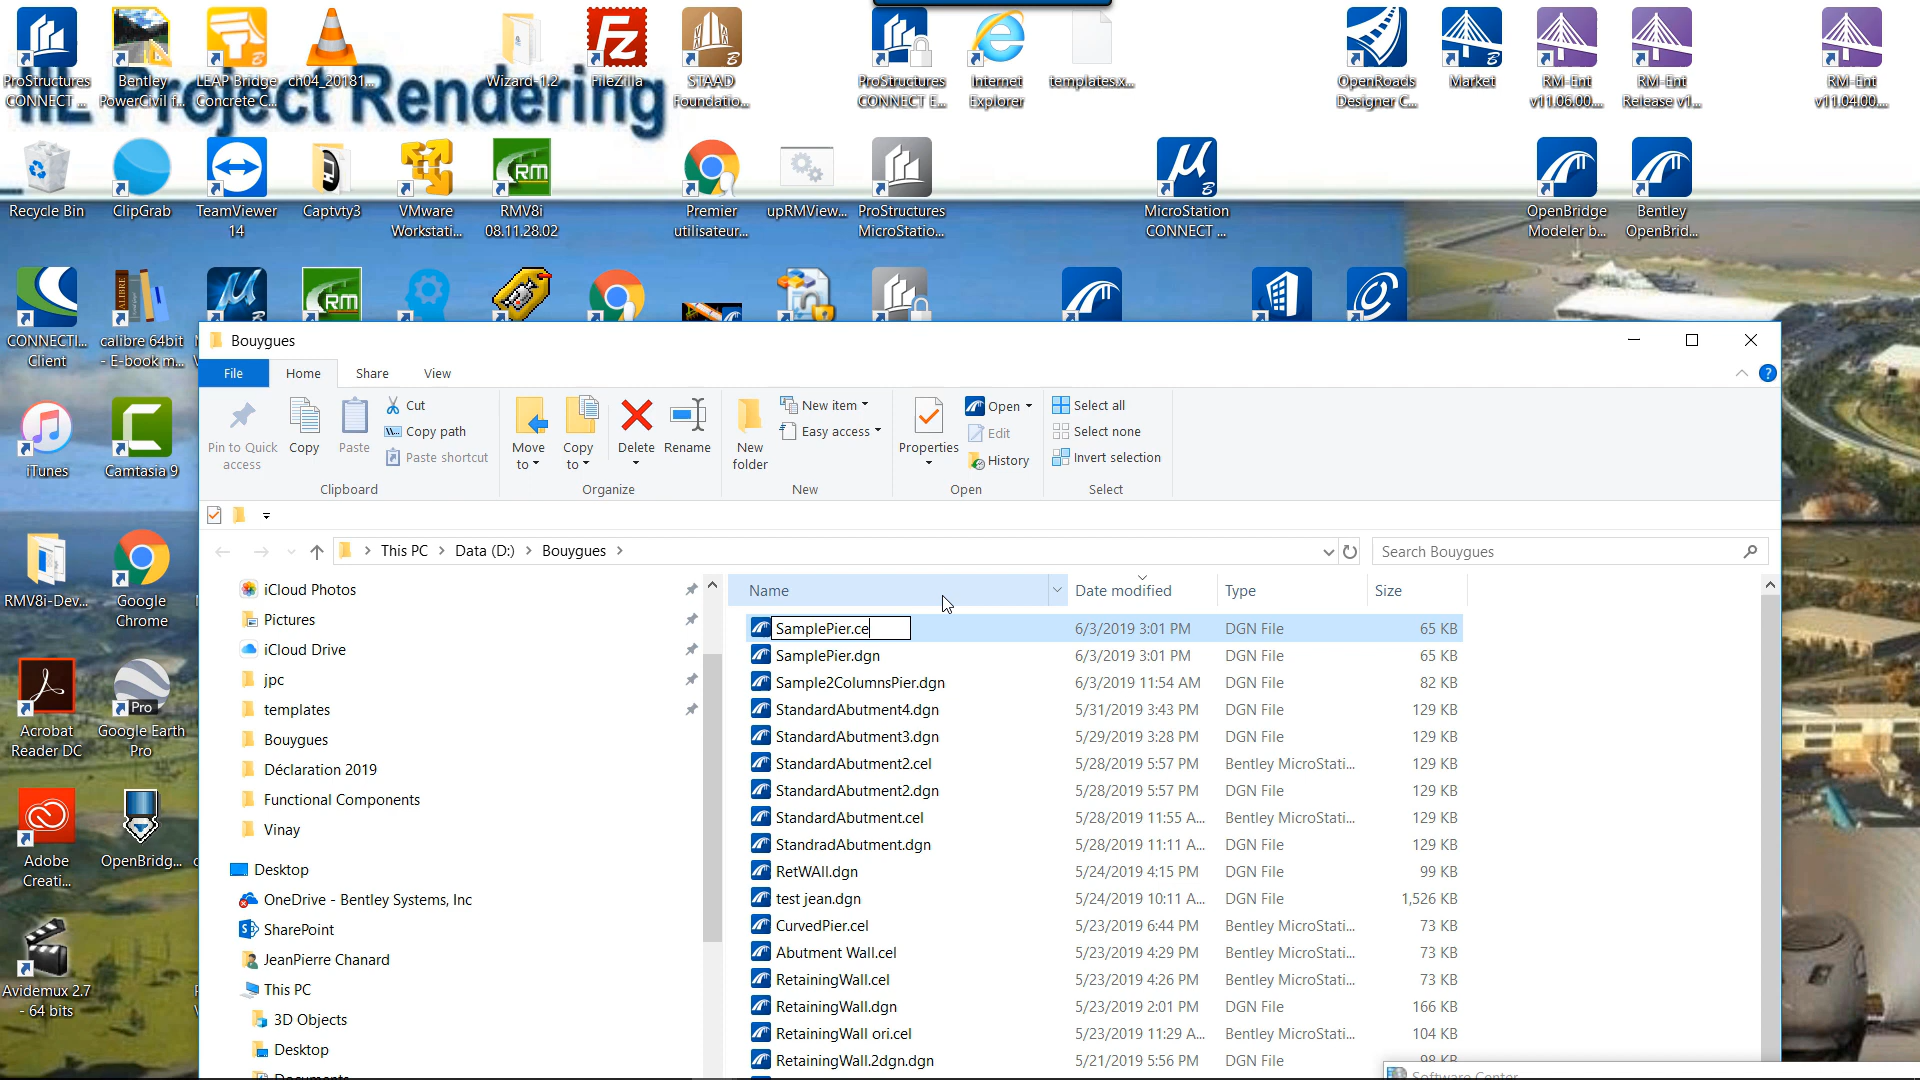 ProStructures CONNECT ...
Bentley PowerCivil f...
LEAP Bridge Concrete C...
ch04_20181...
Wizard-1.2
FileZilla
STAAD Foundatio...
ProStructures CONNECT E...
Internet Explorer
templates.x...
OpenRoads Designer C...
Market
RM-Ent v11.06.00....
RM-Ent Release v1...
RM-Ent v11.04.00....
Project Rendering
Recycle Bin
ClipGrab
TeamViewer 14
Captvty3
VMware Workstati...
RMV8i 08.11.28.02
Premier utilisateur...
upRMView...
ProStructures MicroStatio...
MicroStation CONNECT ...
OpenBridge Modeler b...
Bentley OpenBrid...
CONNECTI... Client
calibre 64bit - E-book m...
iTunes
Camtasia 9
RMV8i-Dev...
Google Chrome
Acrobat Reader DC
Google Earth Pro
Adobe Creati...
OpenBridg...
Avidemux 2.7 - 64 bits
Bouygues
File Home Share View
Pin to Quick access
Copy
Paste
Cut
Copy path
Paste shortcut
Clipboard
Move to
Copy to
Delete
Rename
Organize
New folder
New item
Easy access
New
Properties
Open
Edit
History
Open
Select all
Select none
Invert selection
Select
This PC > Data (D:) > Bouygues >
Search Bouygues
iCloud Photos
Pictures
iCloud Drive
jpc
templates
Bouygues
Déclaration 2019
Functional Components
Vinay
Desktop
OneDrive - Bentley Systems, Inc
SharePoint
JeanPierre Chanard
This PC
3D Objects
Desktop
Documents
Name Date modified Type Size
SamplePier.ce 6/3/2019 3:01 PM DGN File 65 KB
SamplePier.dgn 6/3/2019 3:01 PM DGN File 65 KB
Sample2ColumnsPier.dgn 6/3/2019 11:54 AM DGN File 82 KB
StandardAbutment4.dgn 5/31/2019 3:43 PM DGN File 129 KB
StandardAbutment3.dgn 5/29/2019 3:28 PM DGN File 129 KB
StandardAbutment2.cel 5/28/2019 5:57 PM Bentley MicroStati... 129 KB
StandardAbutment2.dgn 5/28/2019 5:57 PM DGN File 129 KB
StandardAbutment.cel 5/28/2019 11:55 A... Bentley MicroStati... 129 KB
StandradAbutment.dgn 5/28/2019 11:11 A... DGN File 129 KB
RetWAll.dgn 5/24/2019 4:15 PM DGN File 99 KB
test jean.dgn 5/24/2019 10:11 A... DGN File 1,526 KB
CurvedPier.cel 5/23/2019 6:44 PM Bentley MicroStati... 73 KB
Abutment Wall.cel 5/23/2019 4:29 PM Bentley MicroStati... 73 KB
RetainingWall.cel 5/23/2019 4:26 PM Bentley MicroStati... 73 KB
RetainingWall.dgn 5/23/2019 2:01 PM DGN File 166 KB
RetainingWall ori.cel 5/23/2019 11:29 A... Bentley MicroStati... 104 KB
RetainingWall.2dgn.dgn 5/21/2019 5:56 PM DGN File 98 KB
Software Center